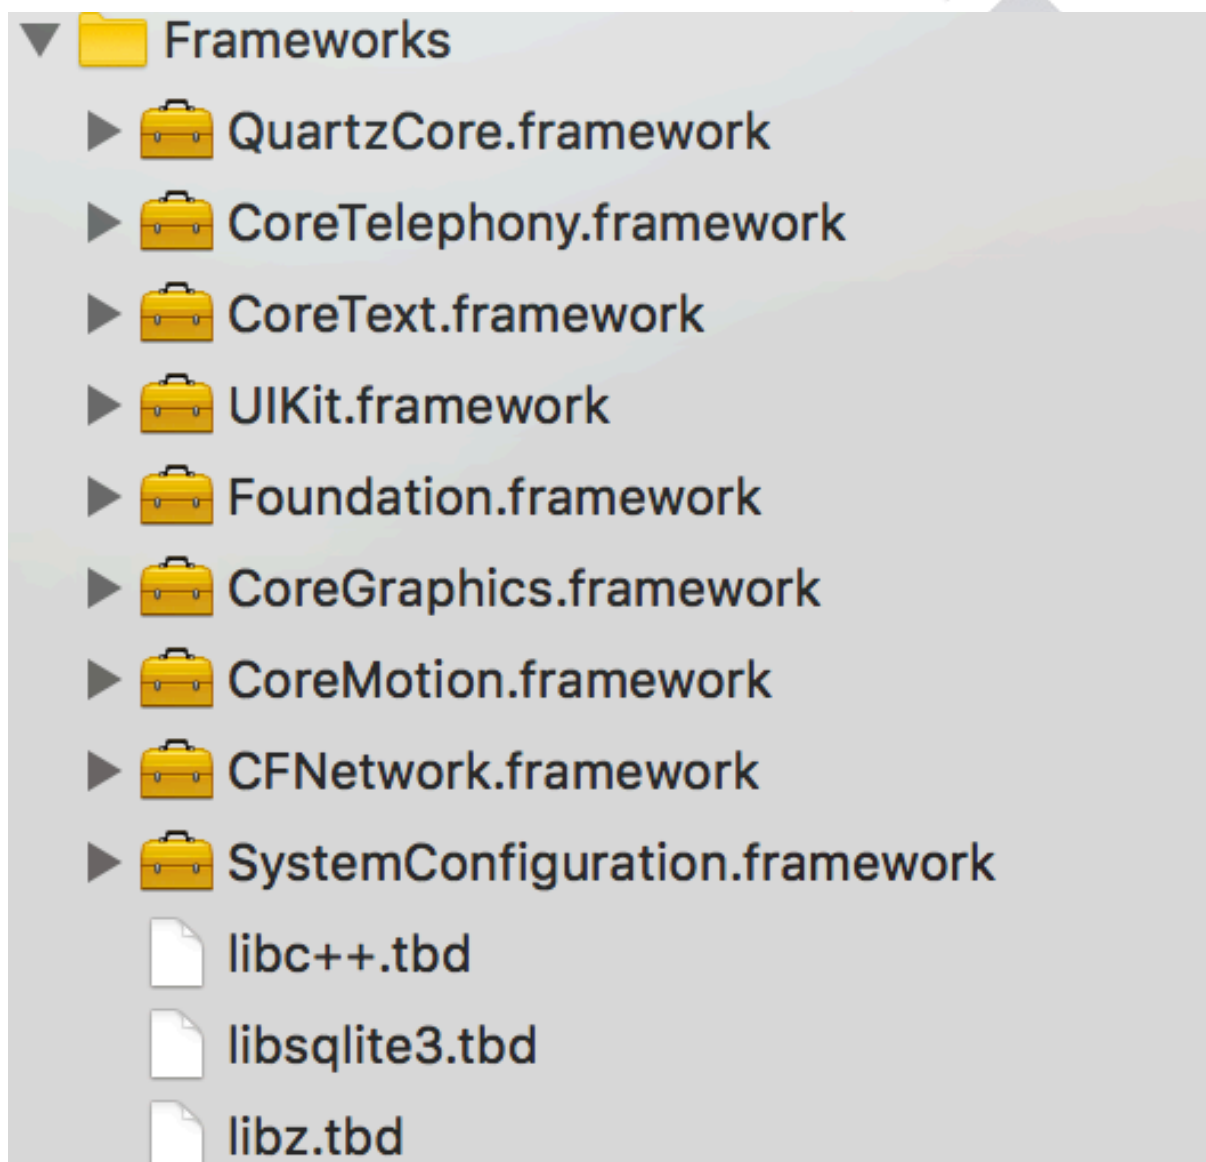 Frameworks
QuartzCore.framework
CoreTelephony.framework
CoreText.framework
UIKit.framework
Foundation.framework
CoreGraphics.framework
CoreMotion.framework
CFNetwork.framework
SystemConfiguration.framework
libc++.tbd
libsqlite3.tbd
libz.tbd